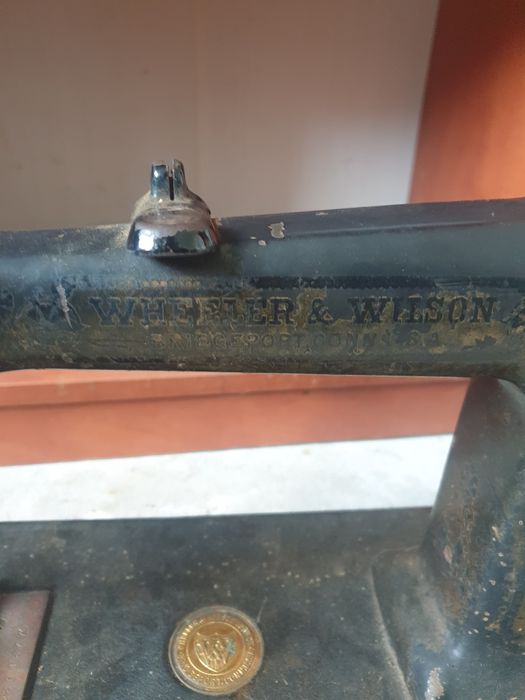 WHEELER & WILSON
BRIDGEPORT, CONN. U.S.A.